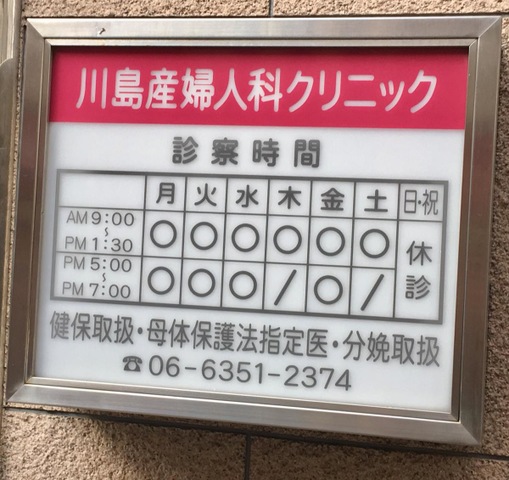 川島産婦人科クリニック
診察時間
月 火 水 木 金 土 日・祝
AM 9:00 〜 PM 1:30 ○ ○ ○ ○ ○ ○ 休診
PM 5:00 〜 PM 7:00 ○ ○ ○ / ○ /
健保取扱・母体保護法指定医・分娩取扱
☎06-6351-2374